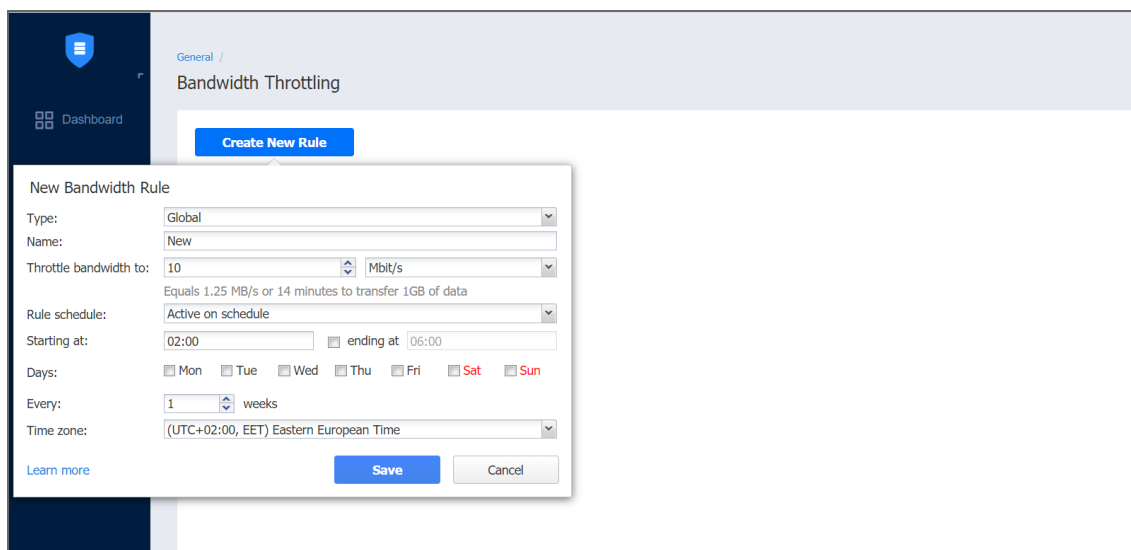 General /
Bandwidth Throttling
Dashboard
Create New Rule
New Bandwidth Rule
Type: Global
Name: New
Throttle bandwidth to: 10 Mbit/s
Equals 1.25 MB/s or 14 minutes to transfer 1GB of data
Rule schedule: Active on schedule
Starting at: 02:00 ending at 06:00
Days: Mon Tue Wed Thu Fri Sat Sun
Every: 1 weeks
Time zone: (UTC+02:00, EET) Eastern European Time
Learn more Save Cancel